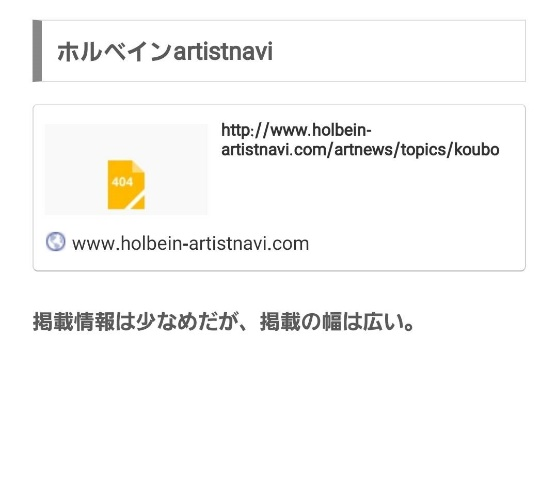 ホルベインartistnavi
http://www.holbein-
artistnavi.com/artnews/topics/koubo
404
www.holbein-artistnavi.com
掲載情報は少なめだが、掲載の幅は広い。